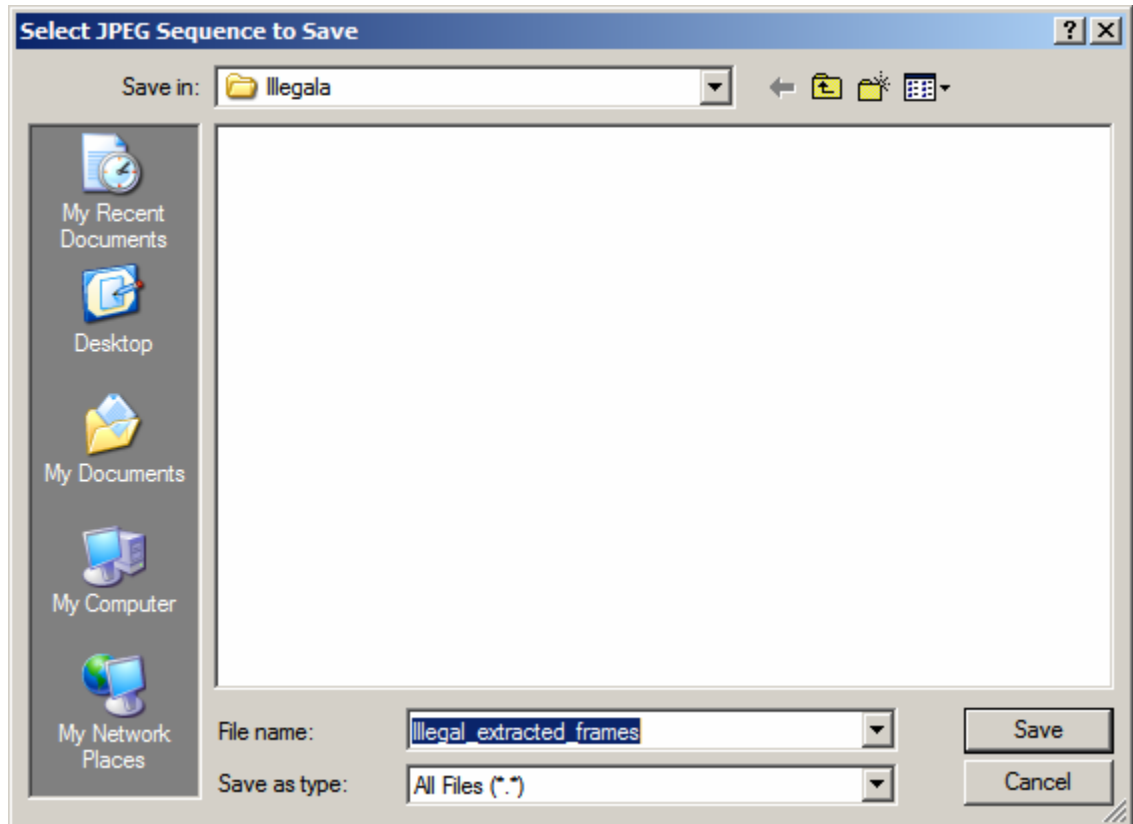 Select JPEG Sequence to Save
Save in: Illegala
My Recent
Documents
Desktop
My Documents
My Computer
My Network
Places
File name: Illegal_extracted_frames
Save
Save as type: All Files (*.*)
Cancel